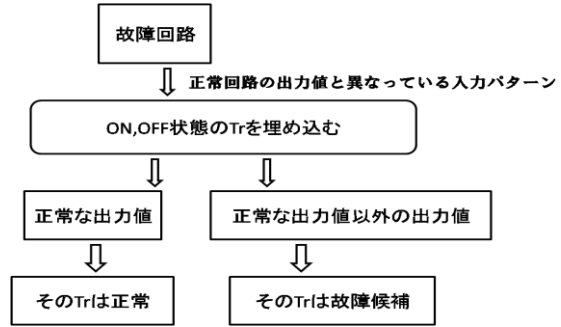 故障回路
正常回路の出力値と異なっている入力パターン
ON,OFF状態のTrを埋め込む
正常な出力値
正常な出力値以外の出力値
そのTrは正常
そのTrは故障候補